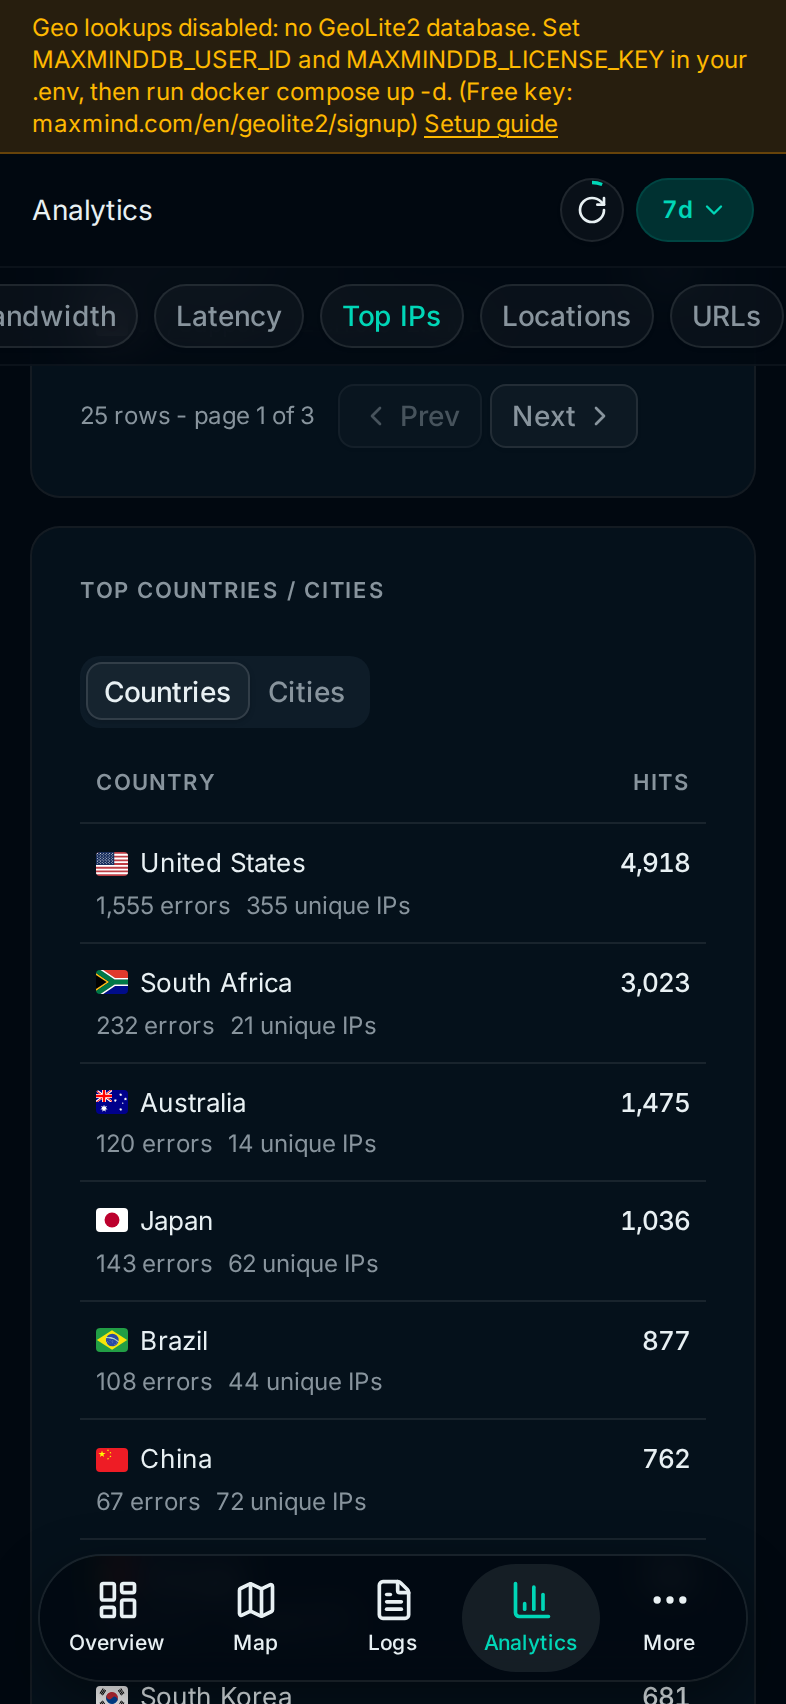 Geo lookups disabled: no GeoLite2 database. Set
MAXMINDDB_USER_ID and MAXMINDDB_LICENSE_KEY in your
.env, then run docker compose up -d. (Free key:
maxmind.com/en/geolite2/signup) Setup guide
Analytics
7d
andwidth
Latency
Top IPs
Locations
URLs
25 rows - page 1 of 3
Prev
Next
TOP COUNTRIES / CITIES
Countries
Cities
COUNTRY HITS
United States 4,918
1,555 errors 355 unique IPs
South Africa 3,023
232 errors 21 unique IPs
Australia 1,475
120 errors 14 unique IPs
Japan 1,036
143 errors 62 unique IPs
Brazil 877
108 errors 44 unique IPs
China 762
67 errors 72 unique IPs
Overview
Map
Logs
Analytics
More
South Korea 681